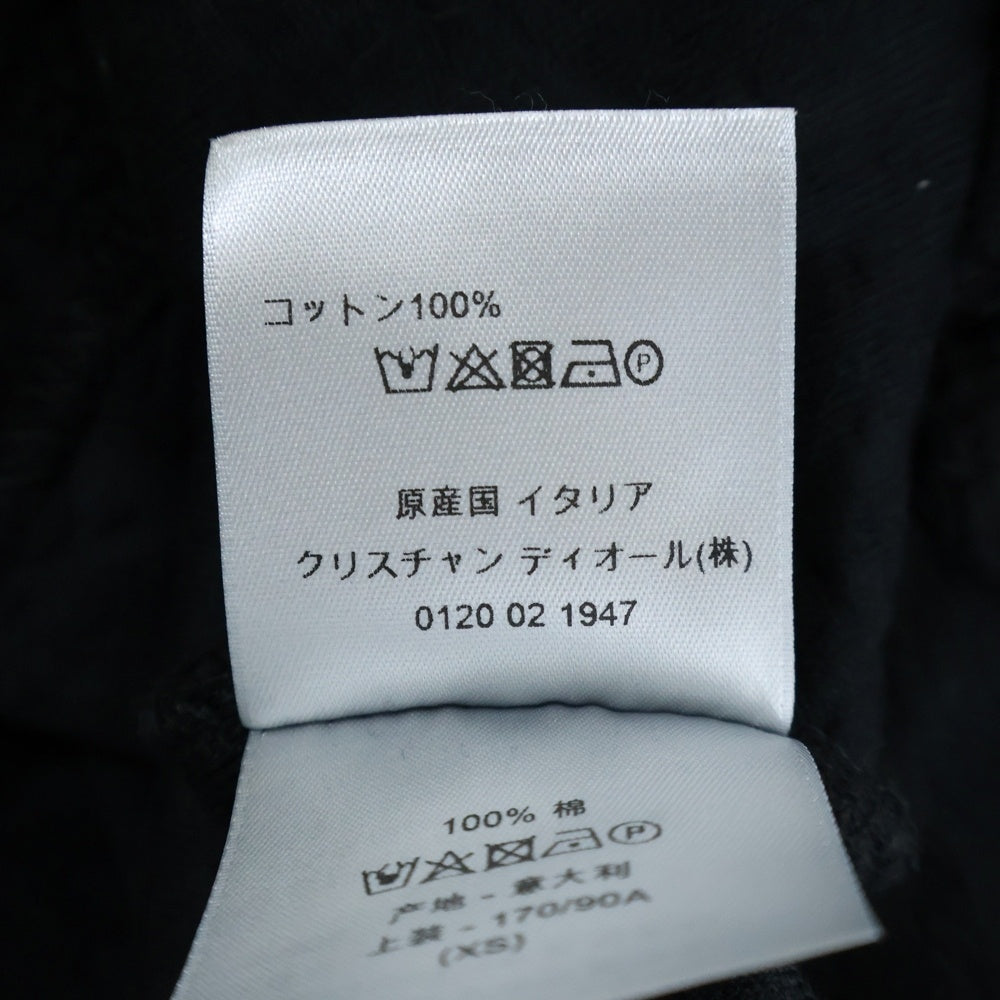 コットン100%
P
原産国 イタリア
クリスチャン ディオール(株)
0120 02 1947
100% 棉
P
产地 - 意大利
上装 - 170/90A
(XS)